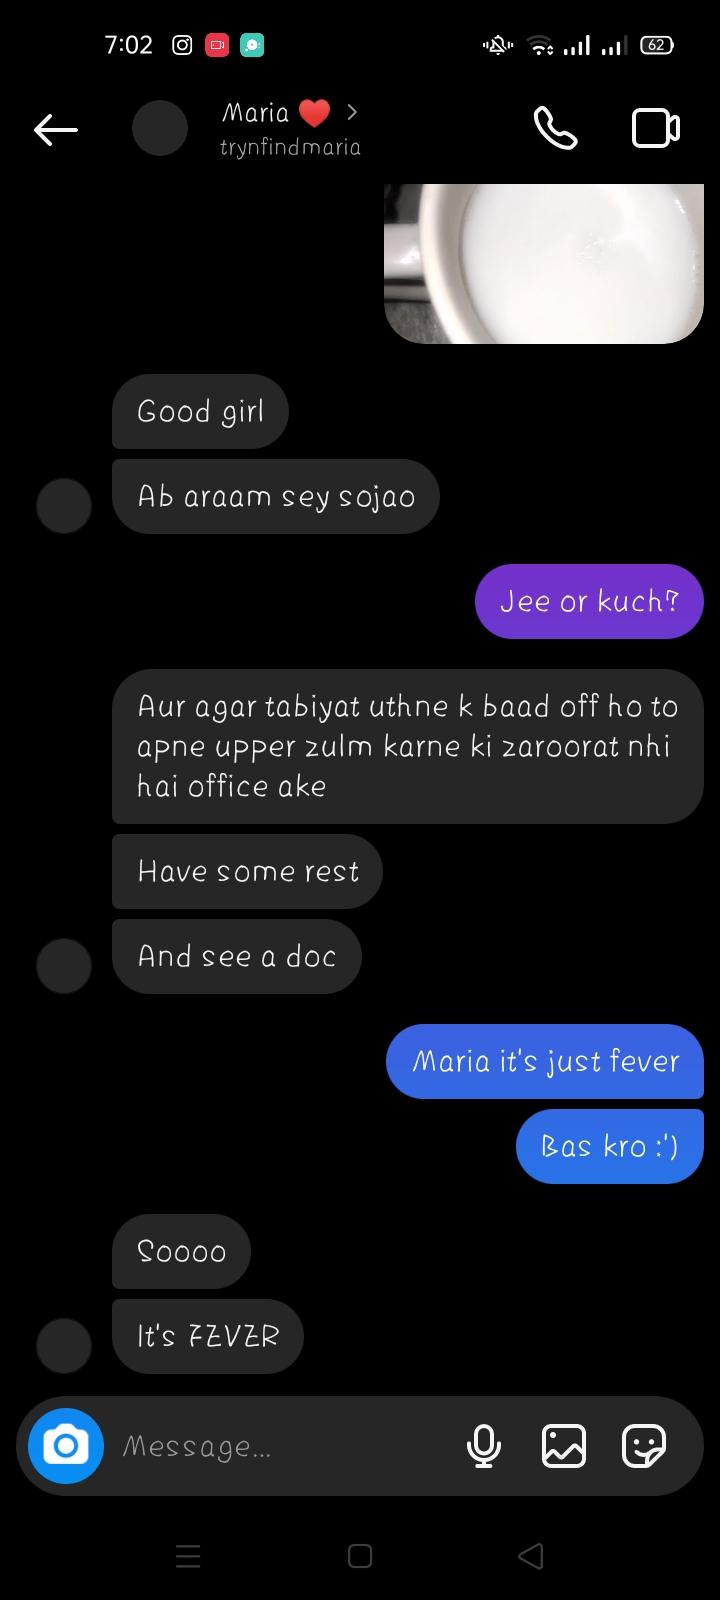 7:02
62
Maria ❤️ >
trynfindmaria
Good girl
Ab araam sey sojao
Jee or kuch?
Aur agar tabiyat uthne k baad off ho to
apne upper zulm karne ki zaroorat nhi
hai office ake
Have some rest
And see a doc
Maria it's just fever
Bas kro :')
Soooo
It's FEVER
Message...